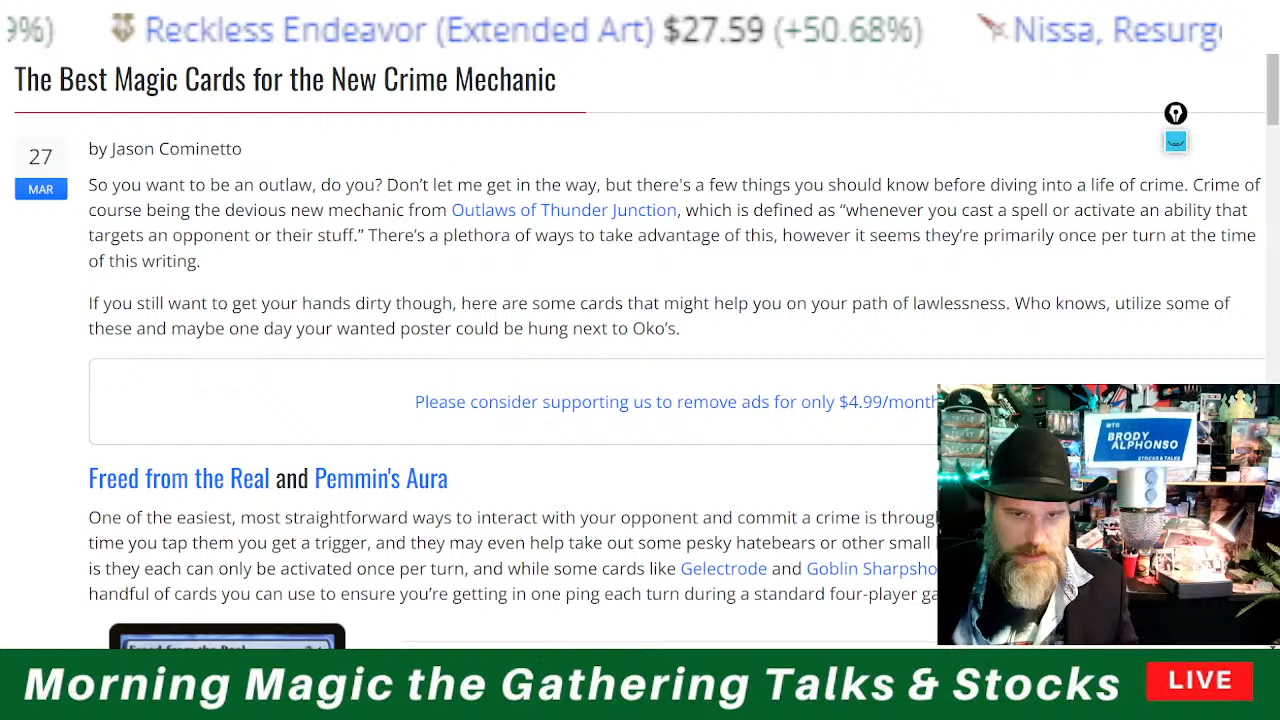 9%) Reckless Endeavor (Extended Art) $27.59 (+50.68%) Nissa, Resurg
The Best Magic Cards for the New Crime Mechanic
27
MAR
by Jason Cominetto
So you want to be an outlaw, do you? Don’t let me get in the way, but there's a few things you should know before diving into a life of crime. Crime of
course being the devious new mechanic from Outlaws of Thunder Junction, which is defined as “whenever you cast a spell or activate an ability that
targets an opponent or their stuff.” There’s a plethora of ways to take advantage of this, however it seems they’re primarily once per turn at the time
of this writing.
If you still want to get your hands dirty though, here are some cards that might help you on your path of lawlessness. Who knows, utilize some of
these and maybe one day your wanted poster could be hung next to Oko’s.
Please consider supporting us to remove ads for only $4.99/month
Freed from the Real and Pemmin's Aura
One of the easiest, most straightforward ways to interact with your opponent and commit a crime is throug
time you tap them you get a trigger, and they may even help take out some pesky hatebears or other small
is they each can only be activated once per turn, and while some cards like Gelectrode and Goblin Sharpsho
handful of cards you can use to ensure you’re getting in one ping each turn during a standard four-player ga
MTG
BRODY
ALPHONSO
STOCKS & TALKS
Morning Magic the Gathering Talks & Stocks
LIVE